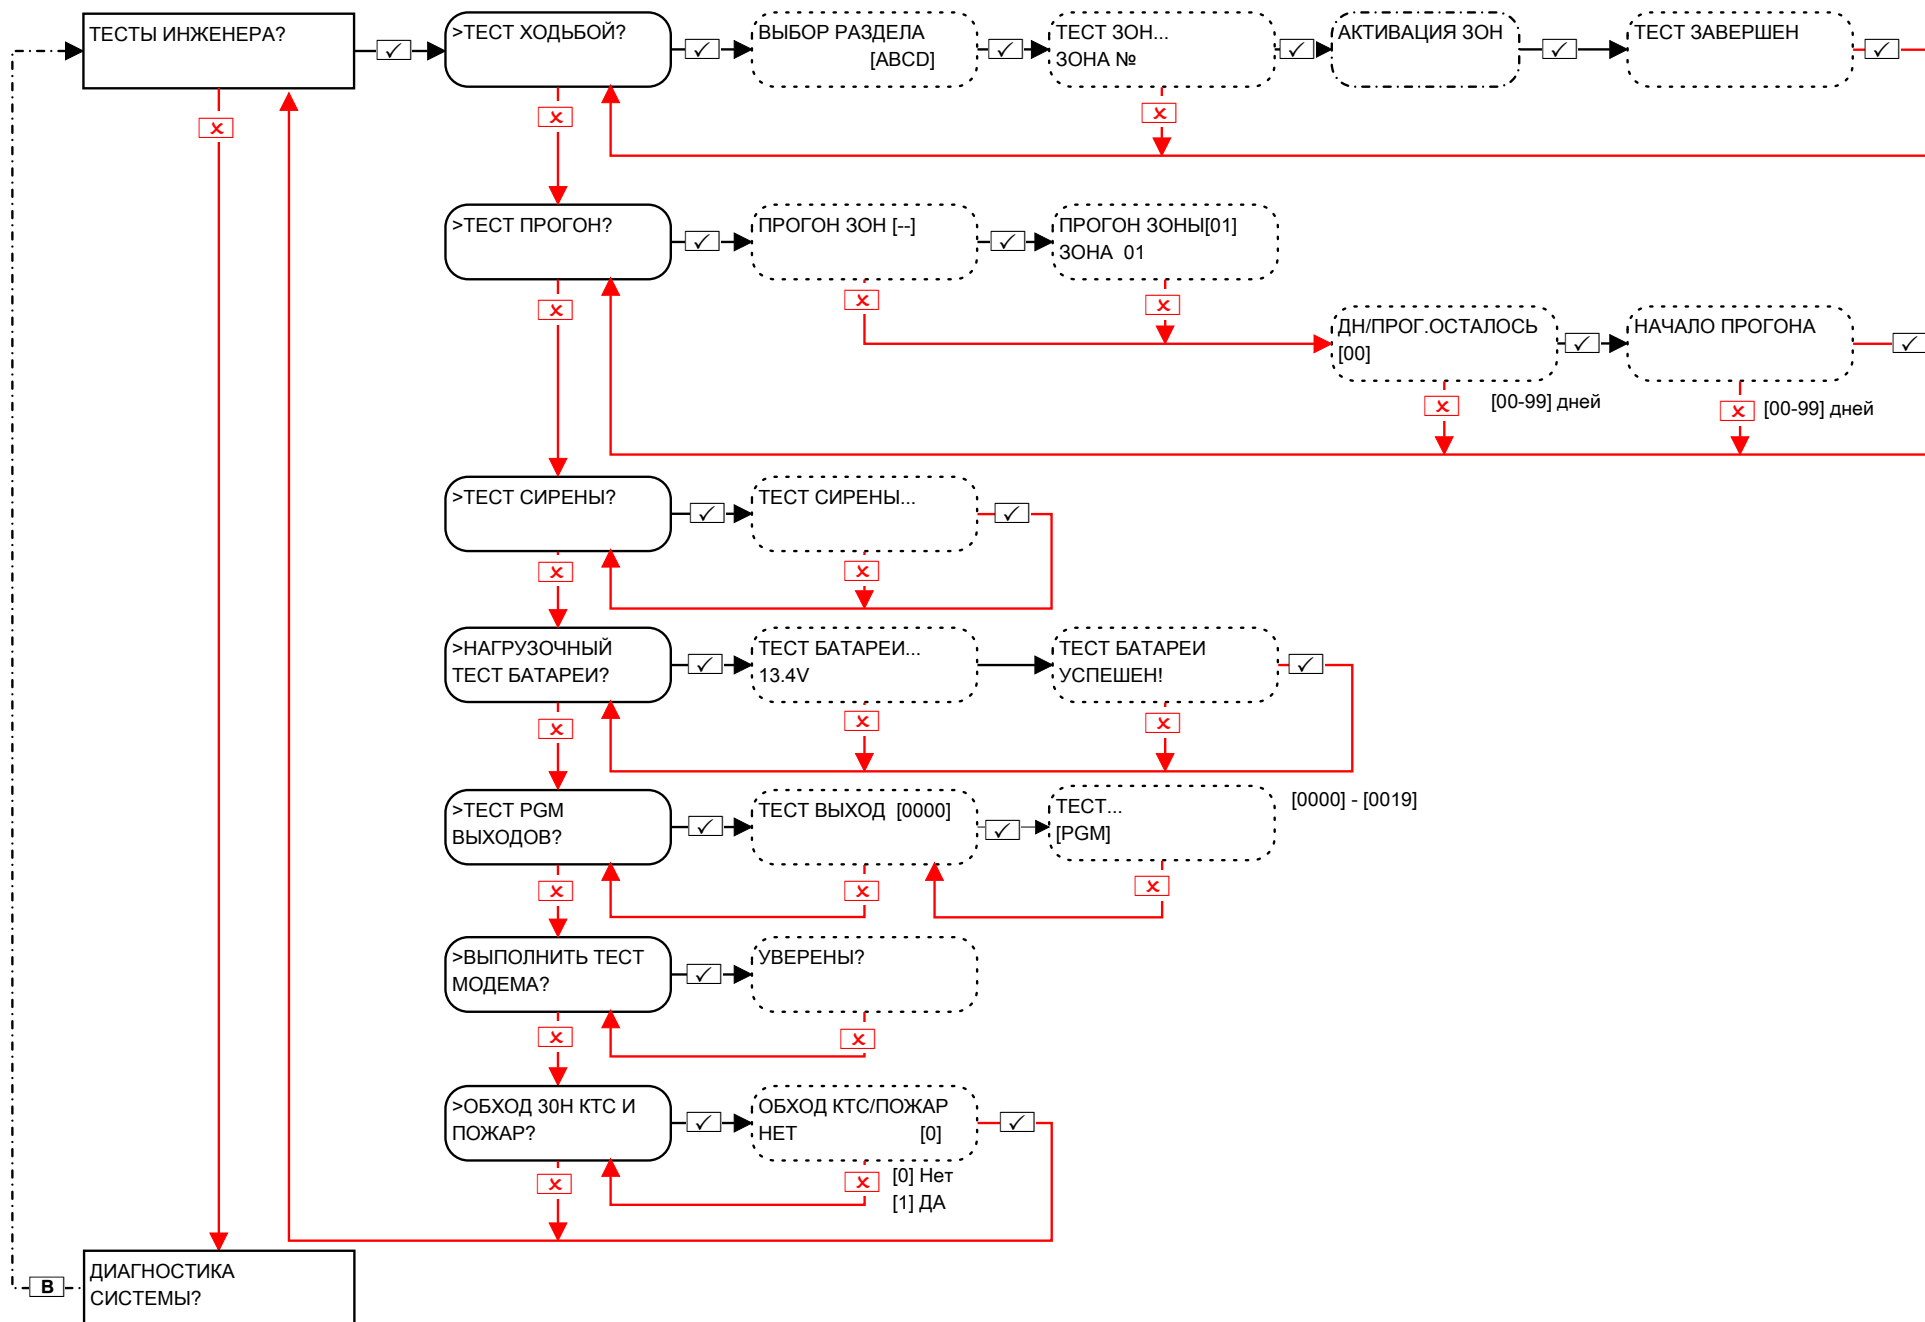 ТЕСТЫ ИНЖЕНЕРА?
>ТЕСТ ХОДЬБОЙ?
ВЫБОР РАЗДЕЛА
[ABCD]
ТЕСТ ЗОН...
ЗОНА №
АКТИВАЦИЯ ЗОН
ТЕСТ ЗАВЕРШЕН
>ТЕСТ ПРОГОН?
ПРОГОН ЗОН [--]
ПРОГОН ЗОНЫ[01]
ЗОНА 01
ДН/ПРОГ.ОСТАЛОСЬ
[00]
[00-99] дней
НАЧАЛО ПРОГОНА
[00-99] дней
>ТЕСТ СИРЕНЫ?
ТЕСТ СИРЕНЫ...
>НАГРУЗОЧНЫЙ
ТЕСТ БАТАРЕИ?
ТЕСТ БАТАРЕИ...
13.4V
ТЕСТ БАТАРЕИ
УСПЕШЕН!
>ТЕСТ PGM
ВЫХОДОВ?
ТЕСТ ВЫХОД [0000]
ТЕСТ...
[PGM]
[0000] - [0019]
>ВЫПОЛНИТЬ ТЕСТ
МОДЕМА?
УВЕРЕНЫ?
>ОБХОД 30Н КТС И
ПОЖАР?
ОБХОД КТС/ПОЖАР
НЕТ [0]
[0] Нет
[1] ДА
ДИАГНОСТИКА
СИСТЕМЫ?
B